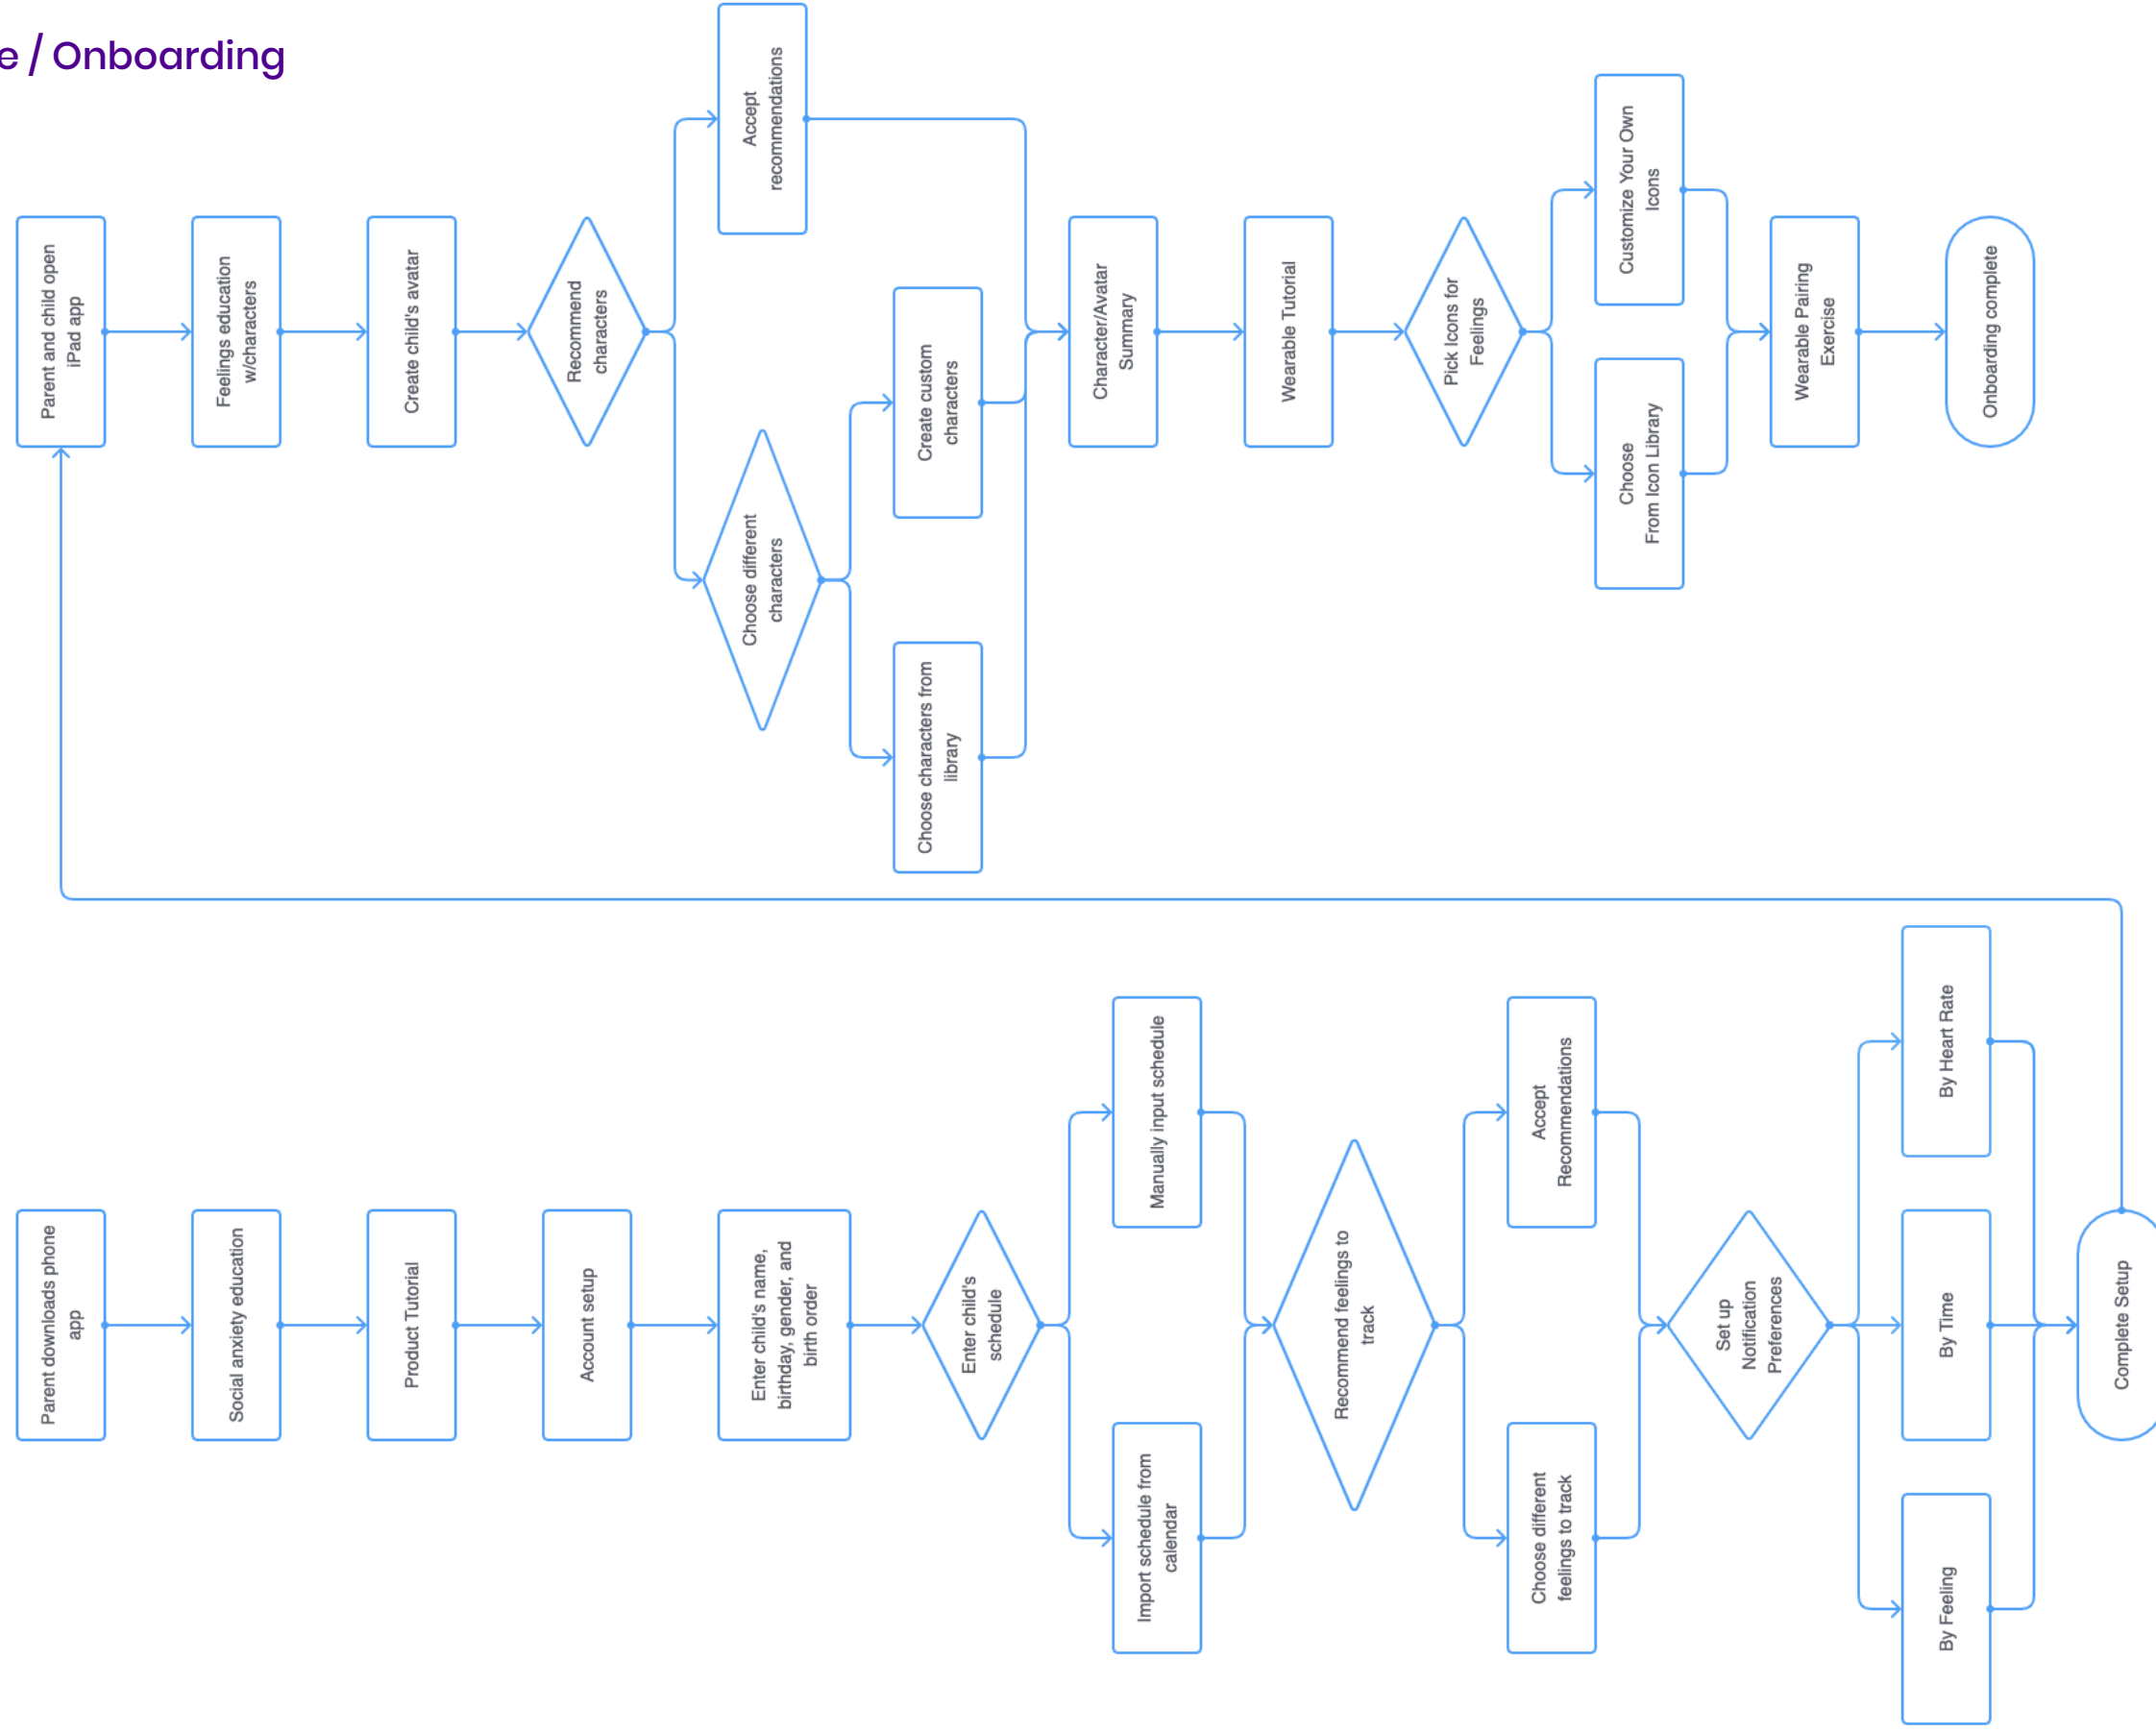 e / Onboarding
Parent downloads phone
app
Social anxiety education
Product Tutorial
Account setup
Enter child's name,
birthday, gender, and
birth order
Enter child's
schedule
Import schedule from
calendar
Manually input schedule
Recommend feelings to
track
Choose different
feelings to track
Accept
Recommendations
Set up
Notification
Preferences
By Feeling
By Time
By Heart Rate
Complete Setup
Parent and child open
iPad app
Feelings education
w/characters
Create child's avatar
Recommend
characters
Choose different
characters
Accept
recommendations
Choose characters from
library
Create custom
characters
Character/Avatar
Summary
Wearable Tutorial
Pick Icons for
Feelings
Choose
From Icon Library
Customize Your Own
Icons
Wearable Pairing
Exercise
Onboarding complete